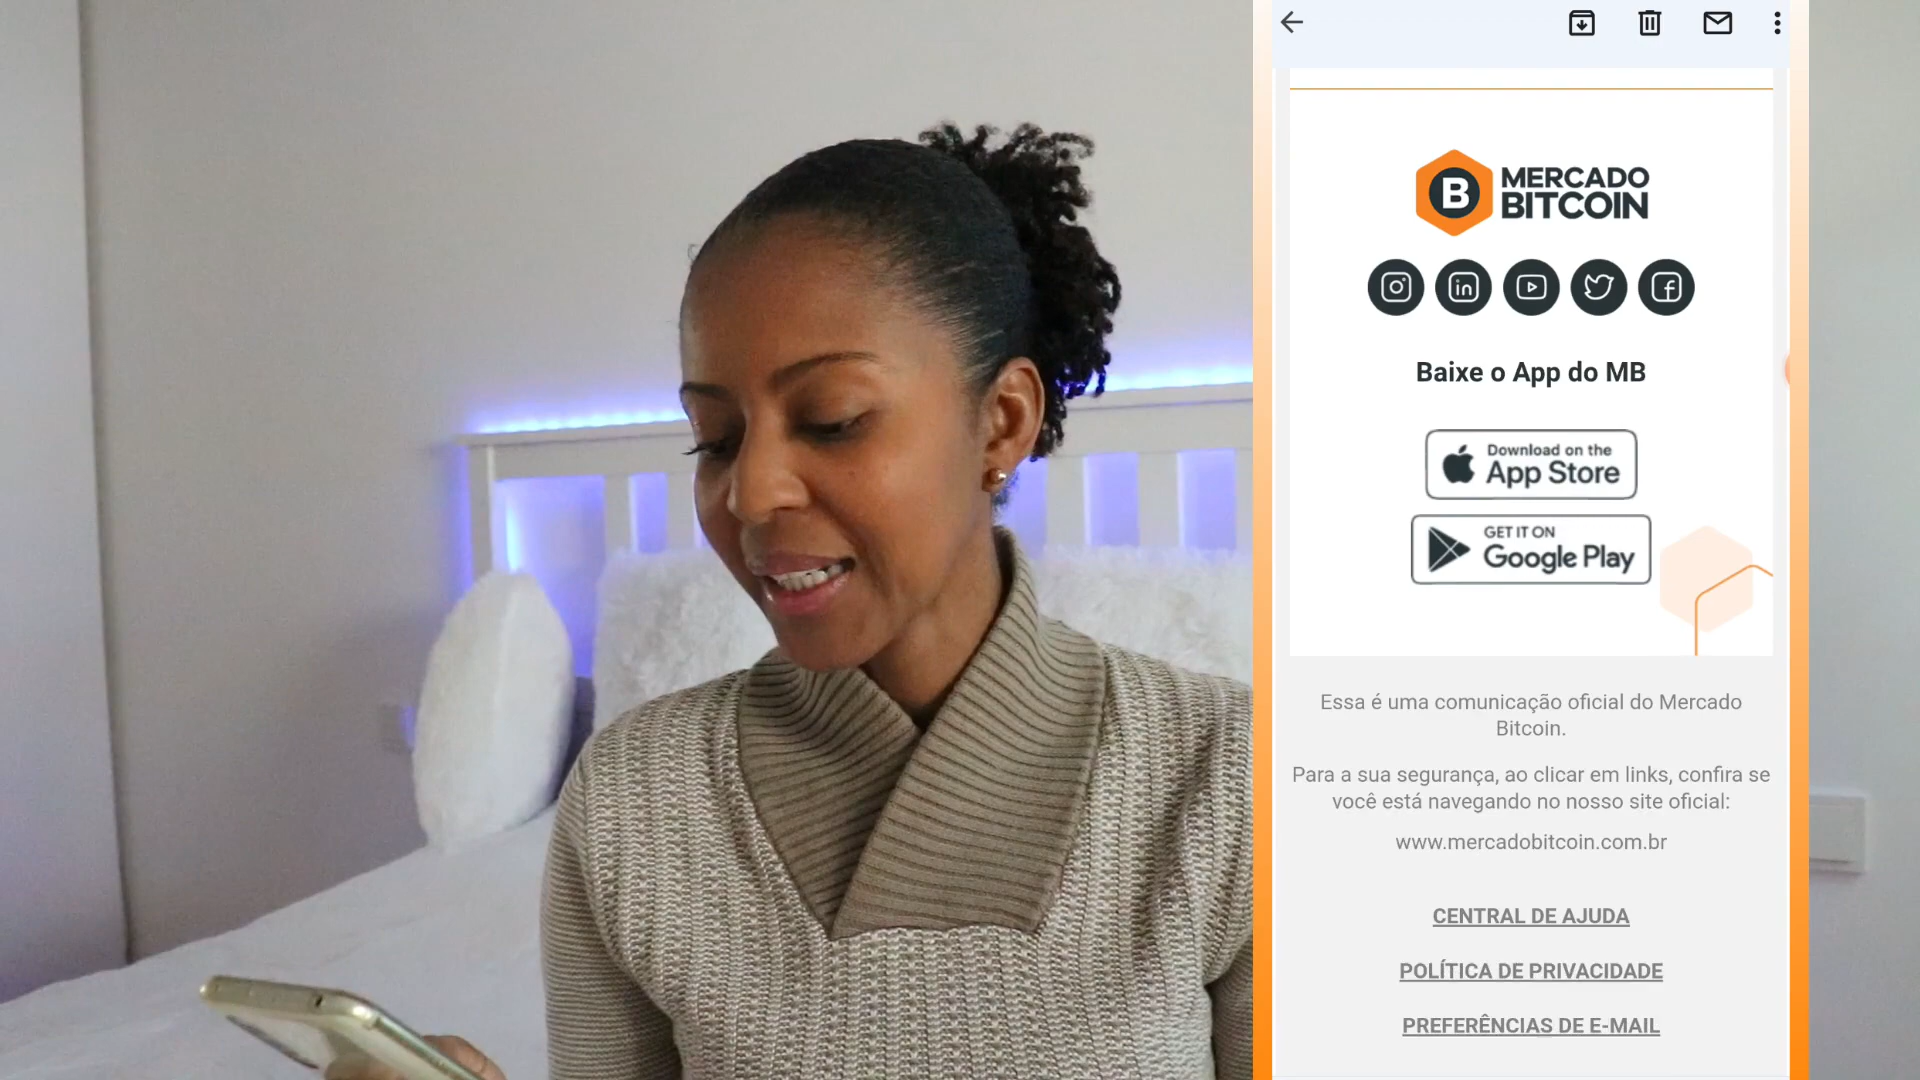 MERCADO
BITCOIN
Baixe o App do MB
Download on the
App Store
GET IT ON
Google Play
Essa é uma comunicação oficial do Mercado
Bitcoin.
Para a sua segurança, ao clicar em links, confira se
você está navegando no nosso site oficial:
www.mercadobitcoin.com.br
CENTRAL DE AJUDA
POLÍTICA DE PRIVACIDADE
PREFERÊNCIAS DE E-MAIL